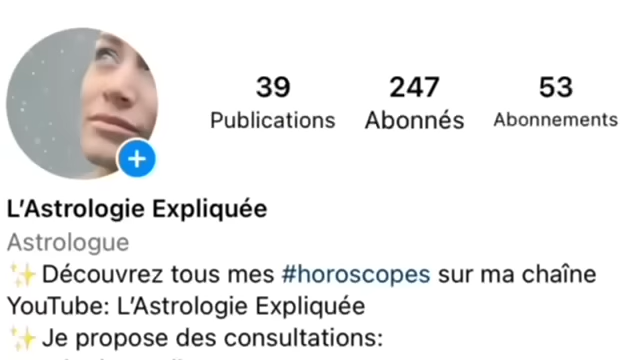 39 247 53
Publications Abonnés Abonnements
L’Astrologie Expliquée
Astrologue
✨ Découvrez tous mes #horoscopes sur ma chaîne
YouTube: L’Astrologie Expliquée
✨ Je propose des consultations: